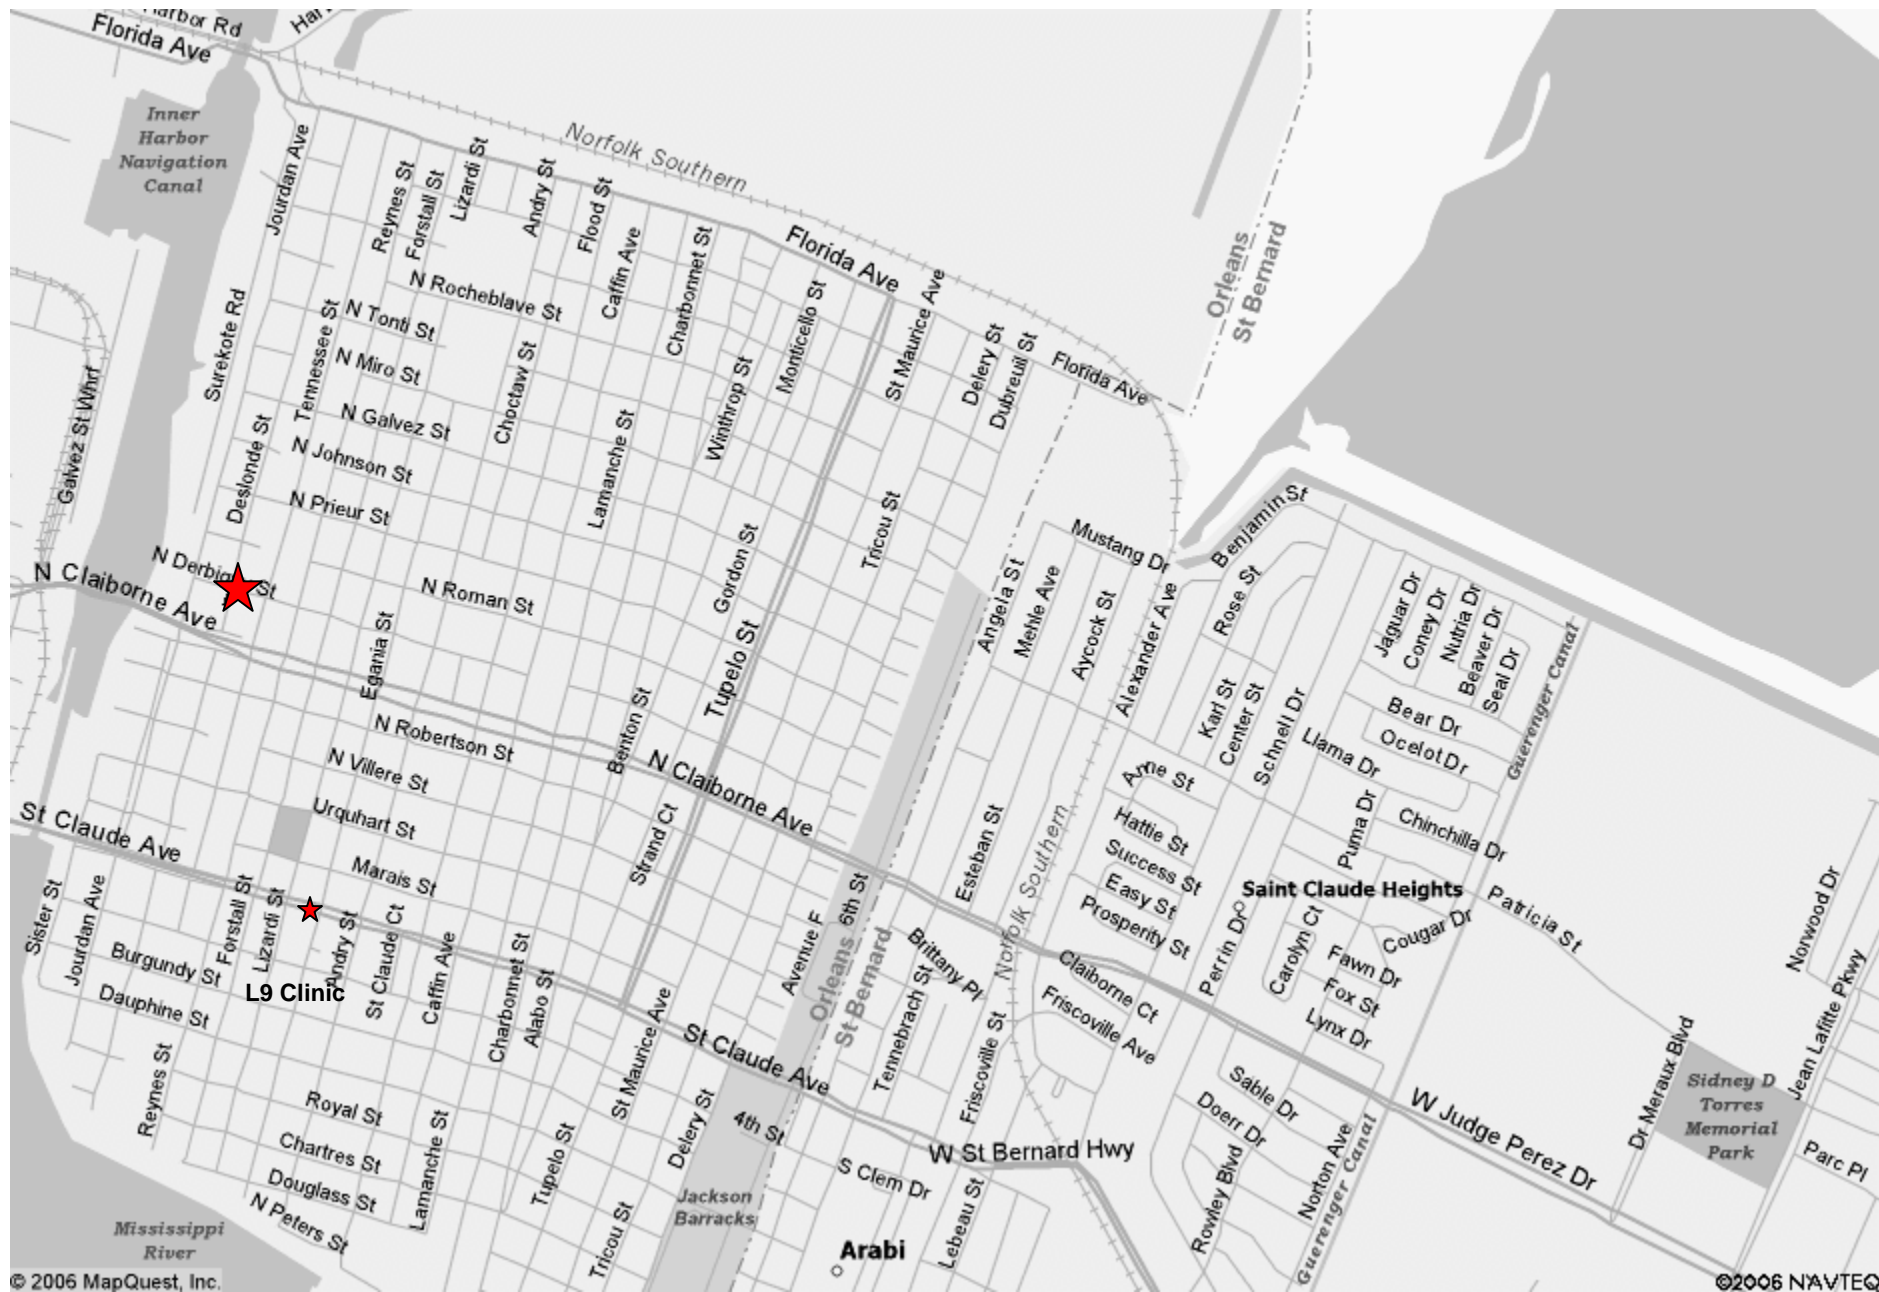 Harbor Rd
Florida Ave
Inner
Harbor
Navigation
Canal
Jourdan Ave
Reynes St
Forstall St
Lizardi St
Andry St
Flood St
Caffin Ave
Charbonnet St
Norfolk Southern
Florida Ave
Monticello St
St Maurice Ave
Delery St
Dubreuil St
Florida Ave
Orleans
St Bernard
N Rocheblave St
N Tonti St
N Miro St
N Galvez St
N Johnson St
N Prieur St
Surekote Rd
Tennessee St
Choctaw St
Winthrop St
Lamanche St
Deslonde St
Galvez St Whrf
Tricou St
Gordon St
St
N Claiborne Ave
N Roman St
Egania St
Tupelo St
Benton St
N Robertson St
N Villere St
Urquhart St
Marais St
N Claiborne Ave
Strand Ct
Mustang Dr
Benjamin St
Angela St
Mehle Ave
Aycock St
Alexander Ave
Rose St
Karl St
Center St
Schnell Dr
Jaguar Dr
Coney Dr
Nutria Dr
Beaver Dr
Seal Dr
Bear Dr
Ocelot Dr
Llama Dr
Guerenger Canal
Arne St
Hattie St
Success St
Easy St
Prosperity St
Puma Dr
Chinchilla Dr
Saint Claude Heights
Patricia St
Cougar Dr
Carolyn Ct
Perrin Dr
Fawn Dr
Fox St
Lynx Dr
Norwood Dr
Jean Lafitte Pkwy
Esteban St
Norfolk Southern
St Claude Ave
Sister St
Jourdan Ave
Forstall St
Lizardi St
Andry St
St Claude Ct
Caffin Ave
Charbonnet St
Alabo St
Burgundy St
L9 Clinic
Dauphine St
Reynes St
Royal St
Chartres St
Douglass St
N Peters St
Lamanche St
Tupelo St
Tricou St
St Maurice Ave
Delery St
St Claude Ave
Avenue F
6th St
Orleans
St Bernard
Brittany Pl
Tennebrach St
Friscoville St
Claiborne Ct
Friscoville Ave
4th St
S Clem Dr
W St Bernard Hwy
Lebeau St
Jackson
Barracks
Arabi
Sable Dr
Doerr Dr
Rowley Blvd
Norton Ave
Guerenger Canal
W Judge Perez Dr
Dr Meraux Blvd
Sidney D
Torres
Memorial
Park
Parc Pl
Mississippi
River
© 2006 MapQuest, Inc.
©2006 NAVTEQ